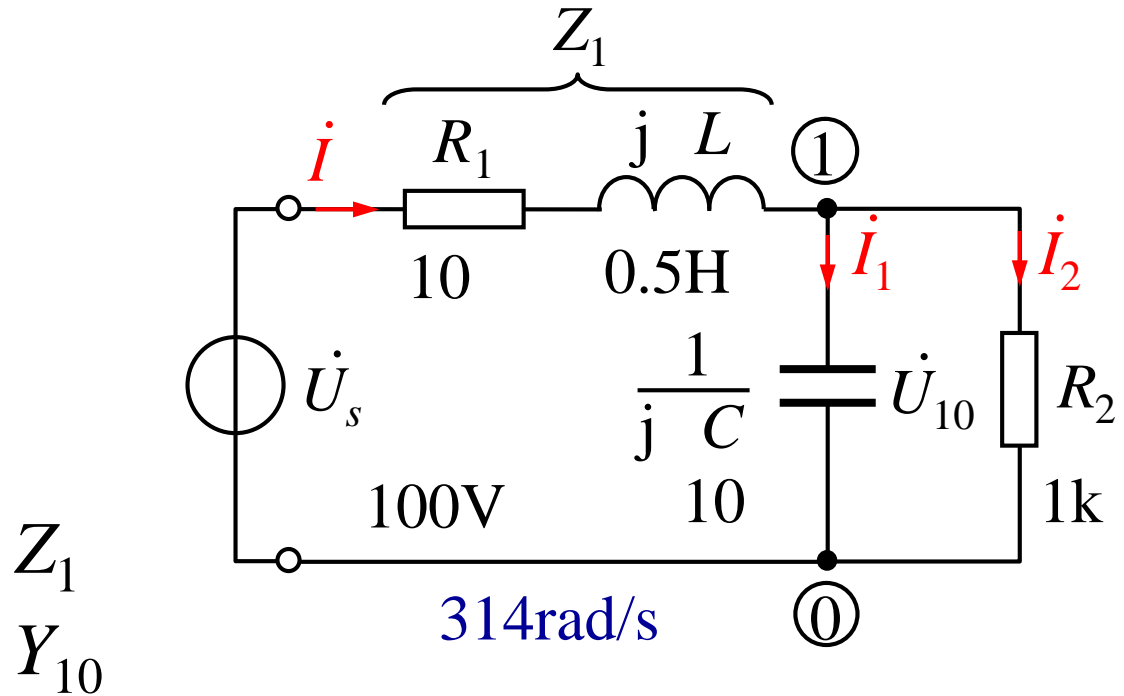 Z₁
İ
R₁
j L
①
10
0.5H
İ₁
İ₂
U̇ₛ
1
j C
U̇₁₀
R₂
100V
10
1k
Z₁
314rad/s
⓪
Y₁₀